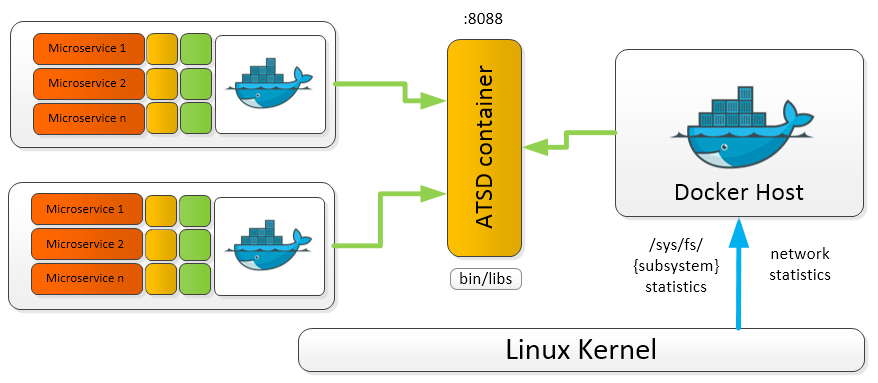 :8088
Microservice 1
Microservice 2
Microservice n
Microservice 1
Microservice 2
Microservice n
ATSD container
bin/libs
Docker Host
/sys/fs/
{subsystem}
statistics
network
statistics
Linux Kernel